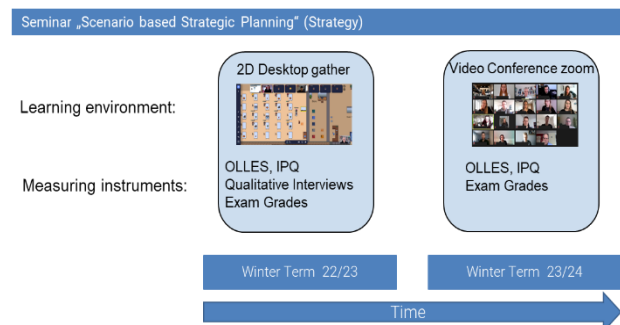 Seminar „Scenario based Strategic Planning“ (Strategy)
Learning environment:
2D Desktop gather
Video Conference zoom
Measuring instruments:
OLLES, IPQ
Qualitative Interviews
Exam Grades
OLLES, IPQ
Exam Grades
Winter Term 22/23
Winter Term 23/24
Time